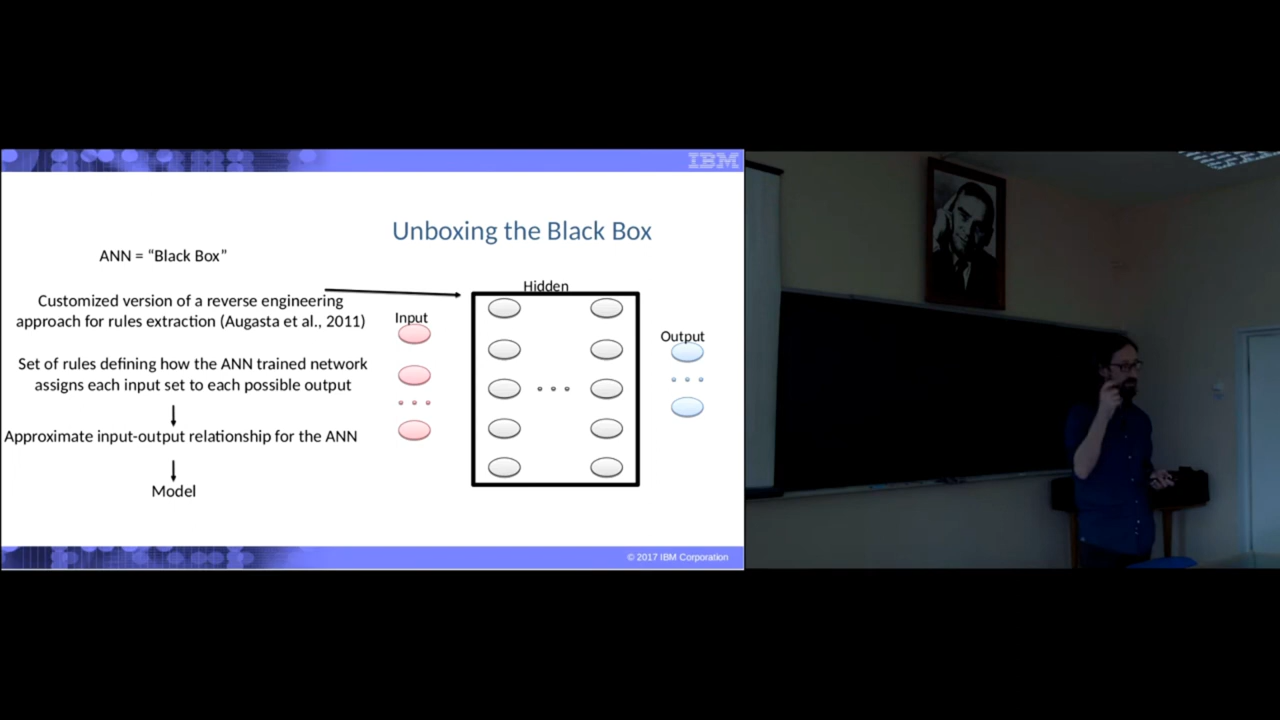 IBM
Unboxing the Black Box
ANN = “Black Box”
Customized version of a reverse engineering
approach for rules extraction (Augasta et al., 2011)
Set of rules defining how the ANN trained network
assigns each input set to each possible output
Approximate input-output relationship for the ANN
Model
Hidden
Input
Output
© 2017 IBM Corporation